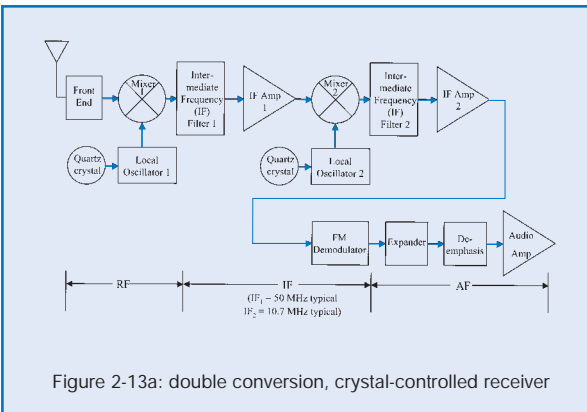 Front
End
Mixer
1
Inter-
mediate
Frequency
(IF)
Filter 1
IF Amp
1
Mixer
2
Inter-
mediate
Frequency
(IF)
Filter 2
IF Amp
2
Quartz
crystal
Local
Oscillator 1
Quartz
crystal
Local
Oscillator 2
FM
Demodulator
Expander
De-
emphasis
Audio
Amp
RF
IF
(IF1 = 50 MHz typical
IF2 = 10.7 MHz typical)
AF
Figure 2-13a: double conversion, crystal-controlled receiver